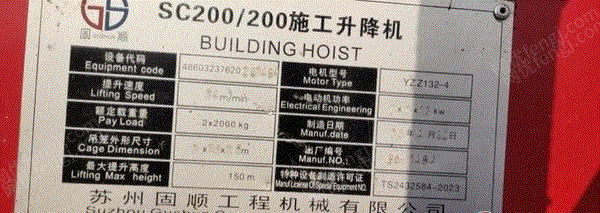 GS
固 顺
SC200/200施工升降机
BUILDING HOIST
设备代码
Equipment code
46603237620
电机型号
Motor Type
YZZ132-4
提升速度
Lifting Speed
m/min
电动机功率
Electrical Engineering
kw
额定载重量
Pay Load
2x2000 kg
制造日期
Manuf.date
吊笼外形尺寸
Cage Dimension
m
出厂编号
Manuf.NO.
最大提升高度
Lifting Max height
150 m
特种设备制造许可证
Manuf License Of Special Equipment NO.
TS2432584-2023
苏州固顺工程机械有限公司